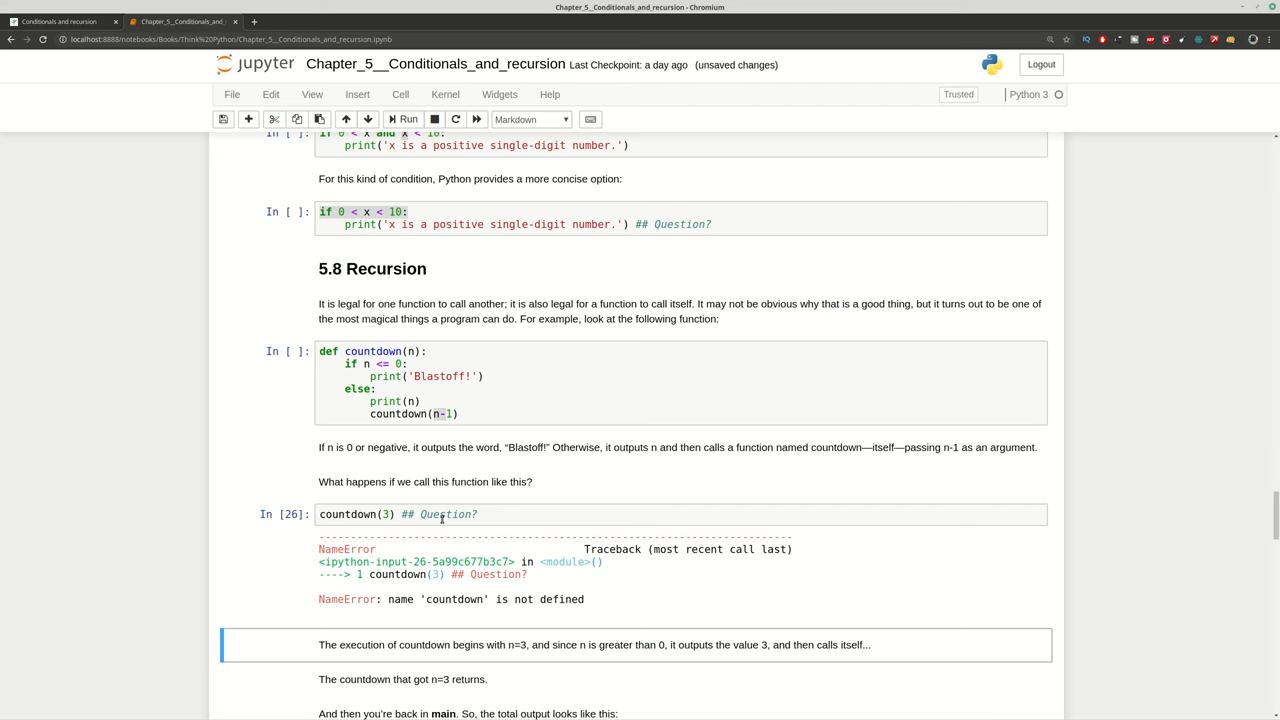 Chapter_5__Conditionals_and_recursion - Chromium
Conditionals and recursion
Chapter_5__Conditionals_and_
localhost:8888/notebooks/Books/Think%20Python/Chapter_5__Conditionals_and_recursion.ipynb
jupyter Chapter_5__Conditionals_and_recursion Last Checkpoint: a day ago (unsaved changes) Logout
File Edit View Insert Cell Kernel Widgets Help Trusted Python 3
Run Markdown
In [ ]: if 0 < x and x < 10:
print('x is a positive single-digit number.')
For this kind of condition, Python provides a more concise option:
In [ ]: if 0 < x < 10:
print('x is a positive single-digit number.') ## Question?
5.8 Recursion
It is legal for one function to call another; it is also legal for a function to call itself. It may not be obvious why that is a good thing, but it turns out to be one of
the most magical things a program can do. For example, look at the following function:
In [ ]: def countdown(n):
if n <= 0:
print('Blastoff!')
else:
print(n)
countdown(n-1)
If n is 0 or negative, it outputs the word, “Blastoff!” Otherwise, it outputs n and then calls a function named countdown—itself—passing n-1 as an argument.
What happens if we call this function like this?
In [26]: countdown(3) ## Question?
---------------------------------------------------------------------------
NameError Traceback (most recent call last)
<ipython-input-26-5a99c677b3c7> in <module>()
----> 1 countdown(3) ## Question?
NameError: name 'countdown' is not defined
The execution of countdown begins with n=3, and since n is greater than 0, it outputs the value 3, and then calls itself...
The countdown that got n=3 returns.
And then you’re back in main. So, the total output looks like this: